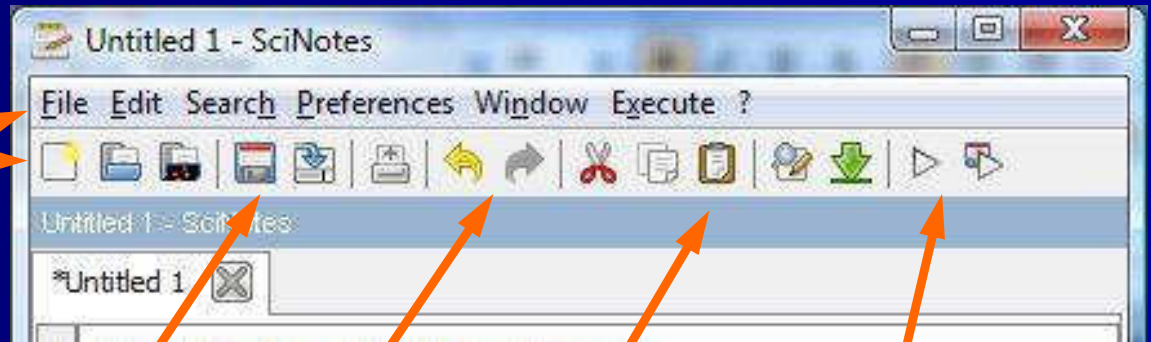 Untitled 1 - SciNotes
File Edit Search Preferences Window Execute ?
Untitled 1 - SciNotes
*Untitled 1